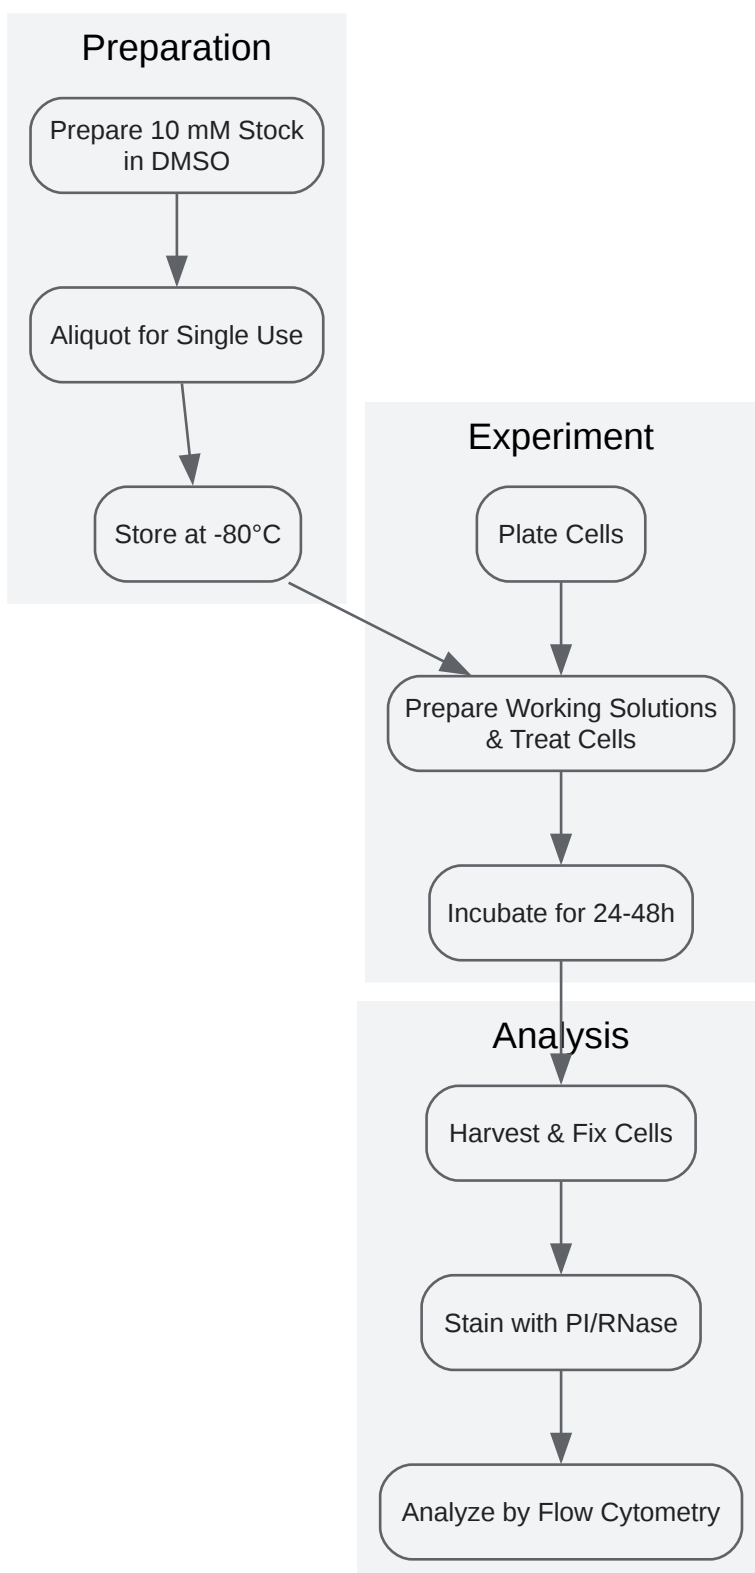 Preparation
Prepare 10 mM Stock
in DMSO
Aliquot for Single Use
Store at -80°C
Experiment
Plate Cells
Prepare Working Solutions
& Treat Cells
Incubate for 24-48h
Analysis
Harvest & Fix Cells
Stain with PI/RNase
Analyze by Flow Cytometry